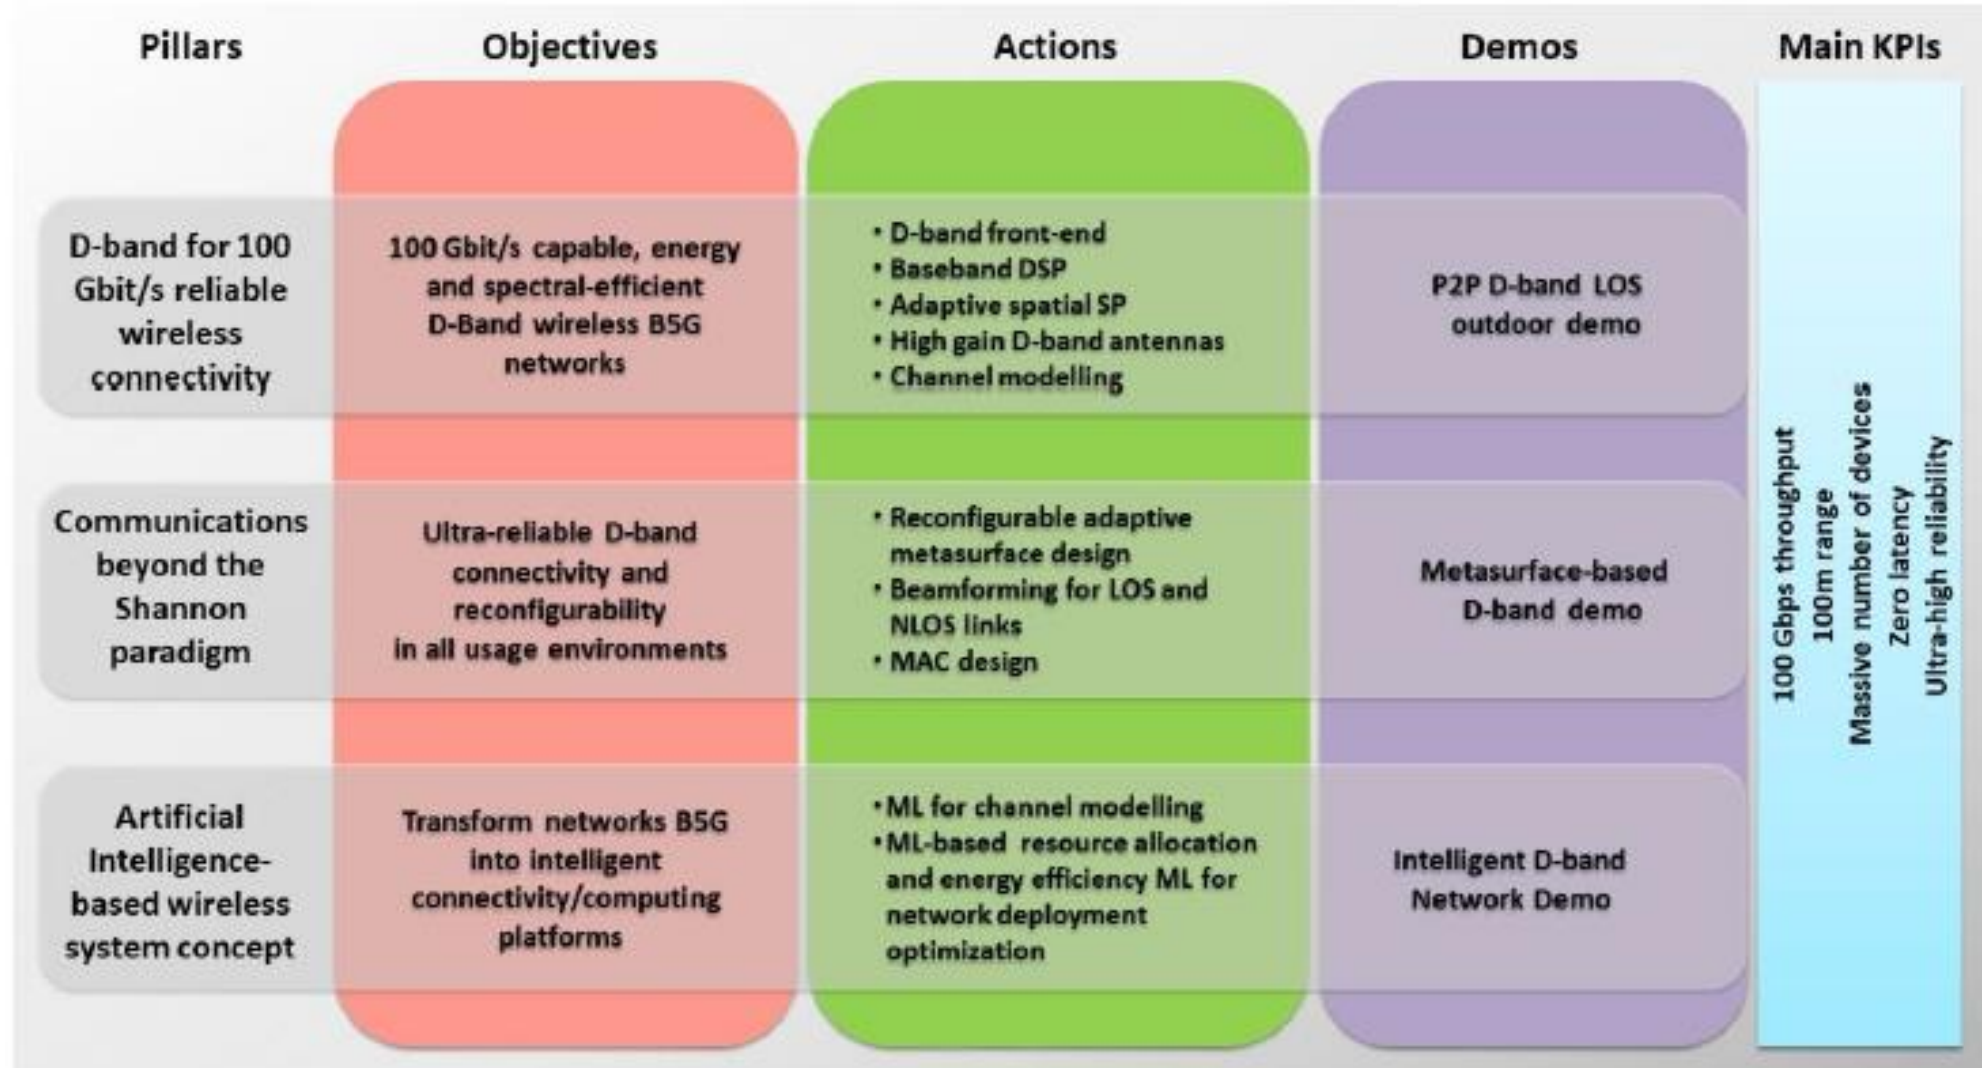 Pillars
Objectives
Actions
Demos
Main KPIs
D-band for 100
Gbit/s reliable
wireless
connectivity
100 Gbit/s capable, energy
and spectral-efficient
D-Band wireless B5G
networks
• D-band front-end
• Baseband DSP
• Adaptive spatial SP
• High gain D-band antennas
• Channel modelling
P2P D-band LOS
outdoor demo
Communications
beyond the
Shannon
paradigm
Ultra-reliable D-band
connectivity and
reconfigurability
in all usage environments
• Reconfigurable adaptive
metasurface design
• Beamforming for LOS and
NLOS links
• MAC design
Metasurface-based
D-band demo
Artificial
Intelligence-
based wireless
system concept
Transform networks B5G
into intelligent
connectivity/computing
platforms
• ML for channel modelling
• ML-based resource allocation
and energy efficiency ML for
network deployment
optimization
Intelligent D-band
Network Demo
100 Gbps throughput
100m range
Massive number of devices
Zero latency
Ultra-high reliability